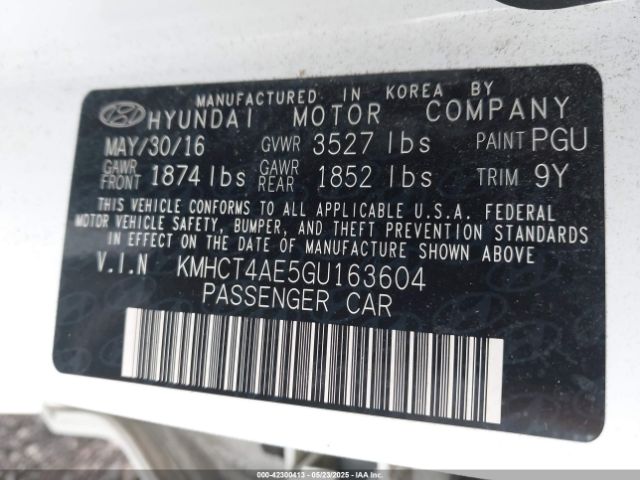 MANUFACTURED IN KOREA BY
HYUNDAI MOTOR COMPANY
MAY/30/16 GVWR 3527 lbs PAINT PGU
GAWR FRONT 1874 lbs GAWR REAR 1852 lbs TRIM 9Y
THIS VEHICLE CONFORMS TO ALL APPLICABLE U.S.A. FEDERAL
MOTOR VEHICLE SAFETY, BUMPER, AND THEFT PREVENTION STANDARDS
IN EFFECT ON THE DATE OF MANUFACTURE SHOWN ABOVE
V.I.N KMHCT4AE5GU163604
PASSENGER CAR
000-42300413 - 05/23/2025 - IAAI.COM